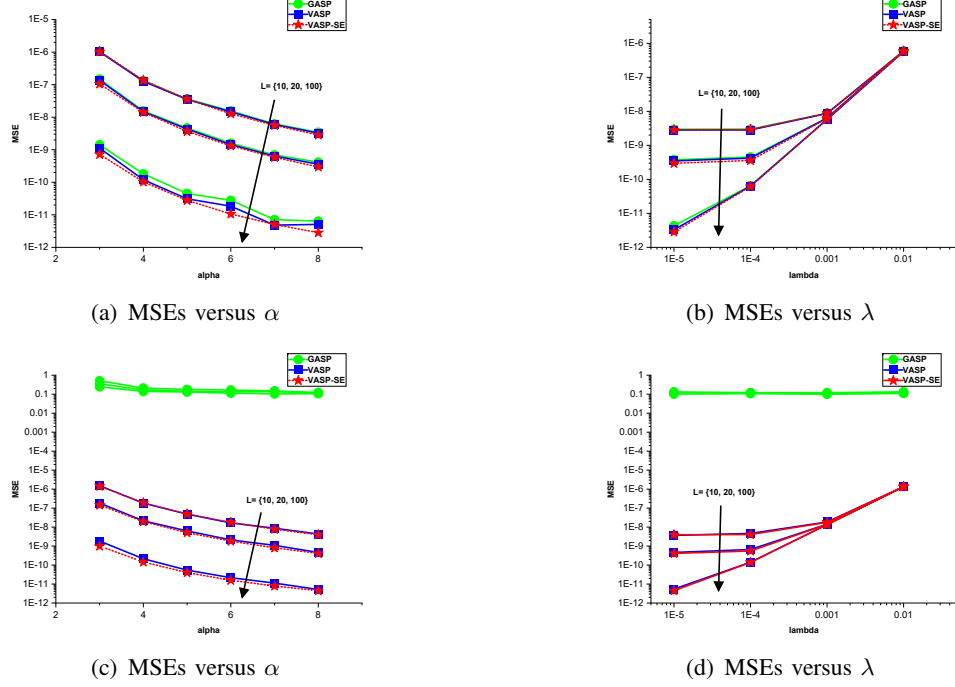 GASP
VASP
VASP-SE
1E-5
1E-6
1E-7
1E-8
1E-9
1E-10
1E-11
1E-12
MSE
L= {10, 20, 100}
2
4
6
8
alpha
(a) MSEs versus α
GASP
VASP
VASP-SE
1E-5
1E-6
1E-7
1E-8
1E-9
1E-10
1E-11
1E-12
MSE
L= {10, 20, 100}
1E-5
1E-4
0.001
0.01
lambda
(b) MSEs versus λ
GASP
VASP
VASP-SE
1
0.1
0.01
0.001
1E-4
1E-5
1E-6
1E-7
1E-8
1E-9
1E-10
1E-11
1E-12
MSE
L= {10, 20, 100}
2
4
6
8
alpha
(c) MSEs versus α
GASP
VASP
VASP-SE
1
0.1
0.01
0.001
1E-4
1E-5
1E-6
1E-7
1E-8
1E-9
1E-10
1E-11
1E-12
MSE
L= {10, 20, 100}
1E-5
1E-4
0.001
0.01
lambda
(d) MSEs versus λ